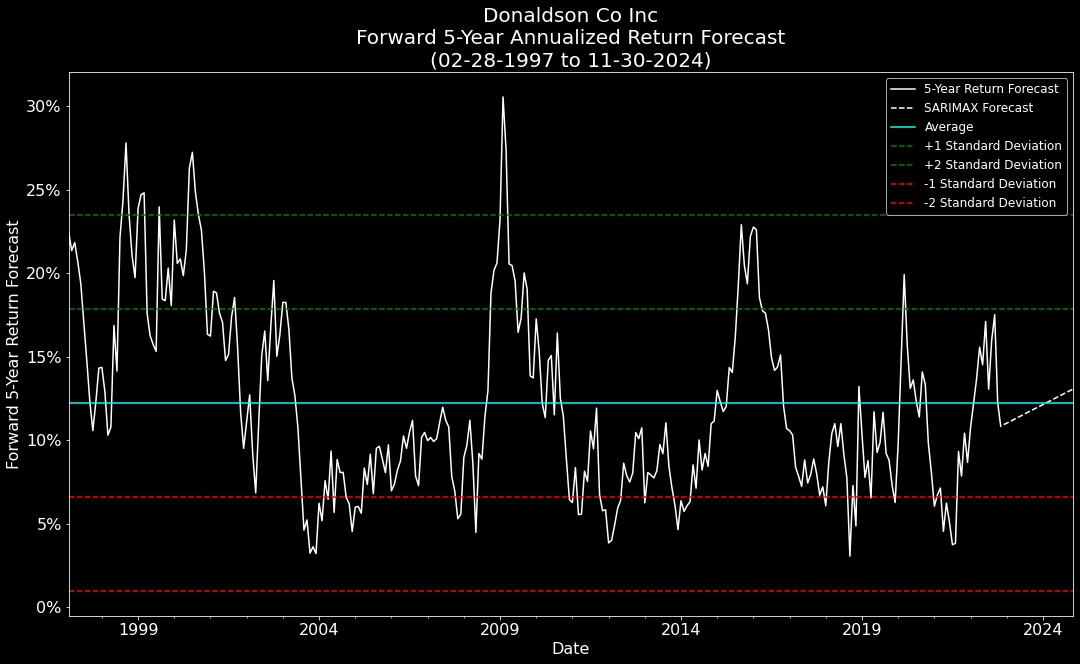 Donaldson Co Inc
Forward 5-Year Annualized Return Forecast
(02-28-1997 to 11-30-2024)
5-Year Return Forecast
SARIMAX Forecast
Average
+1 Standard Deviation
+2 Standard Deviation
-1 Standard Deviation
-2 Standard Deviation
Forward 5-Year Return Forecast
30%
25%
20%
15%
10%
5%
0%
1999
2004
2009
2014
2019
2024
Date